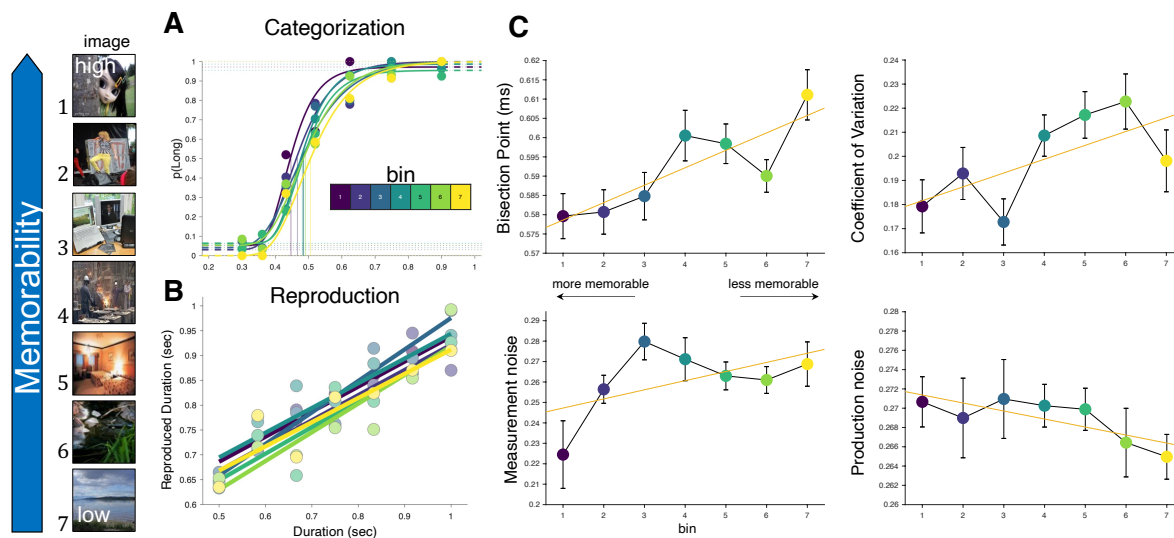 Memorability
image
high
1
2
3
4
5
6
7
low
A
Categorization
p(Long)
1
0.9
0.8
0.7
0.6
0.5
0.4
0.3
0.2
0.1
0
0.2 0.3 0.4 0.5 0.6 0.7 0.8 0.9 1
bin
1 2 3 4 5 6 7
B
Reproduction
Reproduced Duration (sec)
1
0.95
0.9
0.85
0.8
0.75
0.7
0.65
0.6
0.5 0.6 0.7 0.8 0.9 1
Duration (sec)
C
Bisection Point (ms)
0.62
0.615
0.61
0.605
0.6
0.595
0.59
0.585
0.58
0.575
0.57
1 2 3 4 5 6 7
more memorable
less memorable
Coefficient of Variation
0.24
0.23
0.22
0.21
0.2
0.19
0.18
0.17
0.16
1 2 3 4 5 6 7
Measurement noise
0.29
0.28
0.27
0.26
0.25
0.24
0.23
0.22
0.21
0.2
1 2 3 4 5 6 7
bin
Production noise
0.28
0.278
0.276
0.274
0.272
0.27
0.268
0.266
0.264
0.262
0.260
1 2 3 4 5 6 7